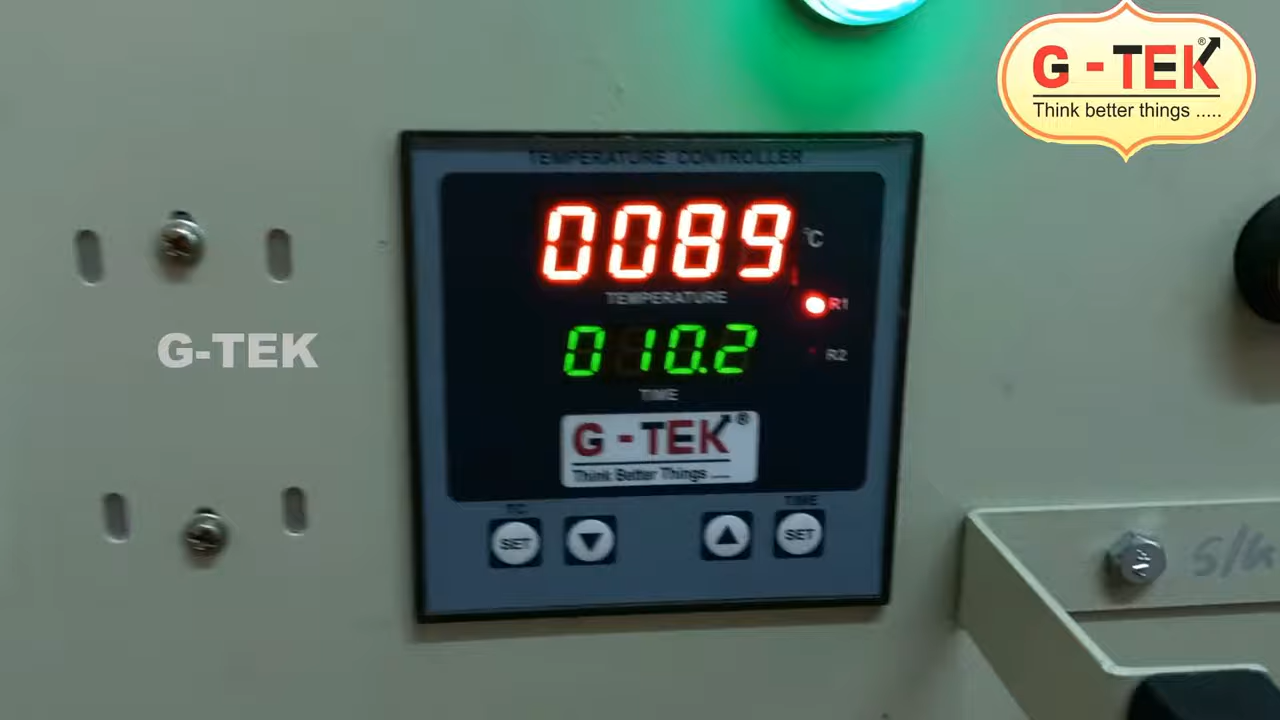 G-TEK®
Think better things .....
TEMPERATURE CONTROLLER
0089 °C
TEMPERATURE
R1
010.2
R2
TIME
G-TEK
G-TEK®
Think Better Things .....
TC
TIME
SET
SET
S/